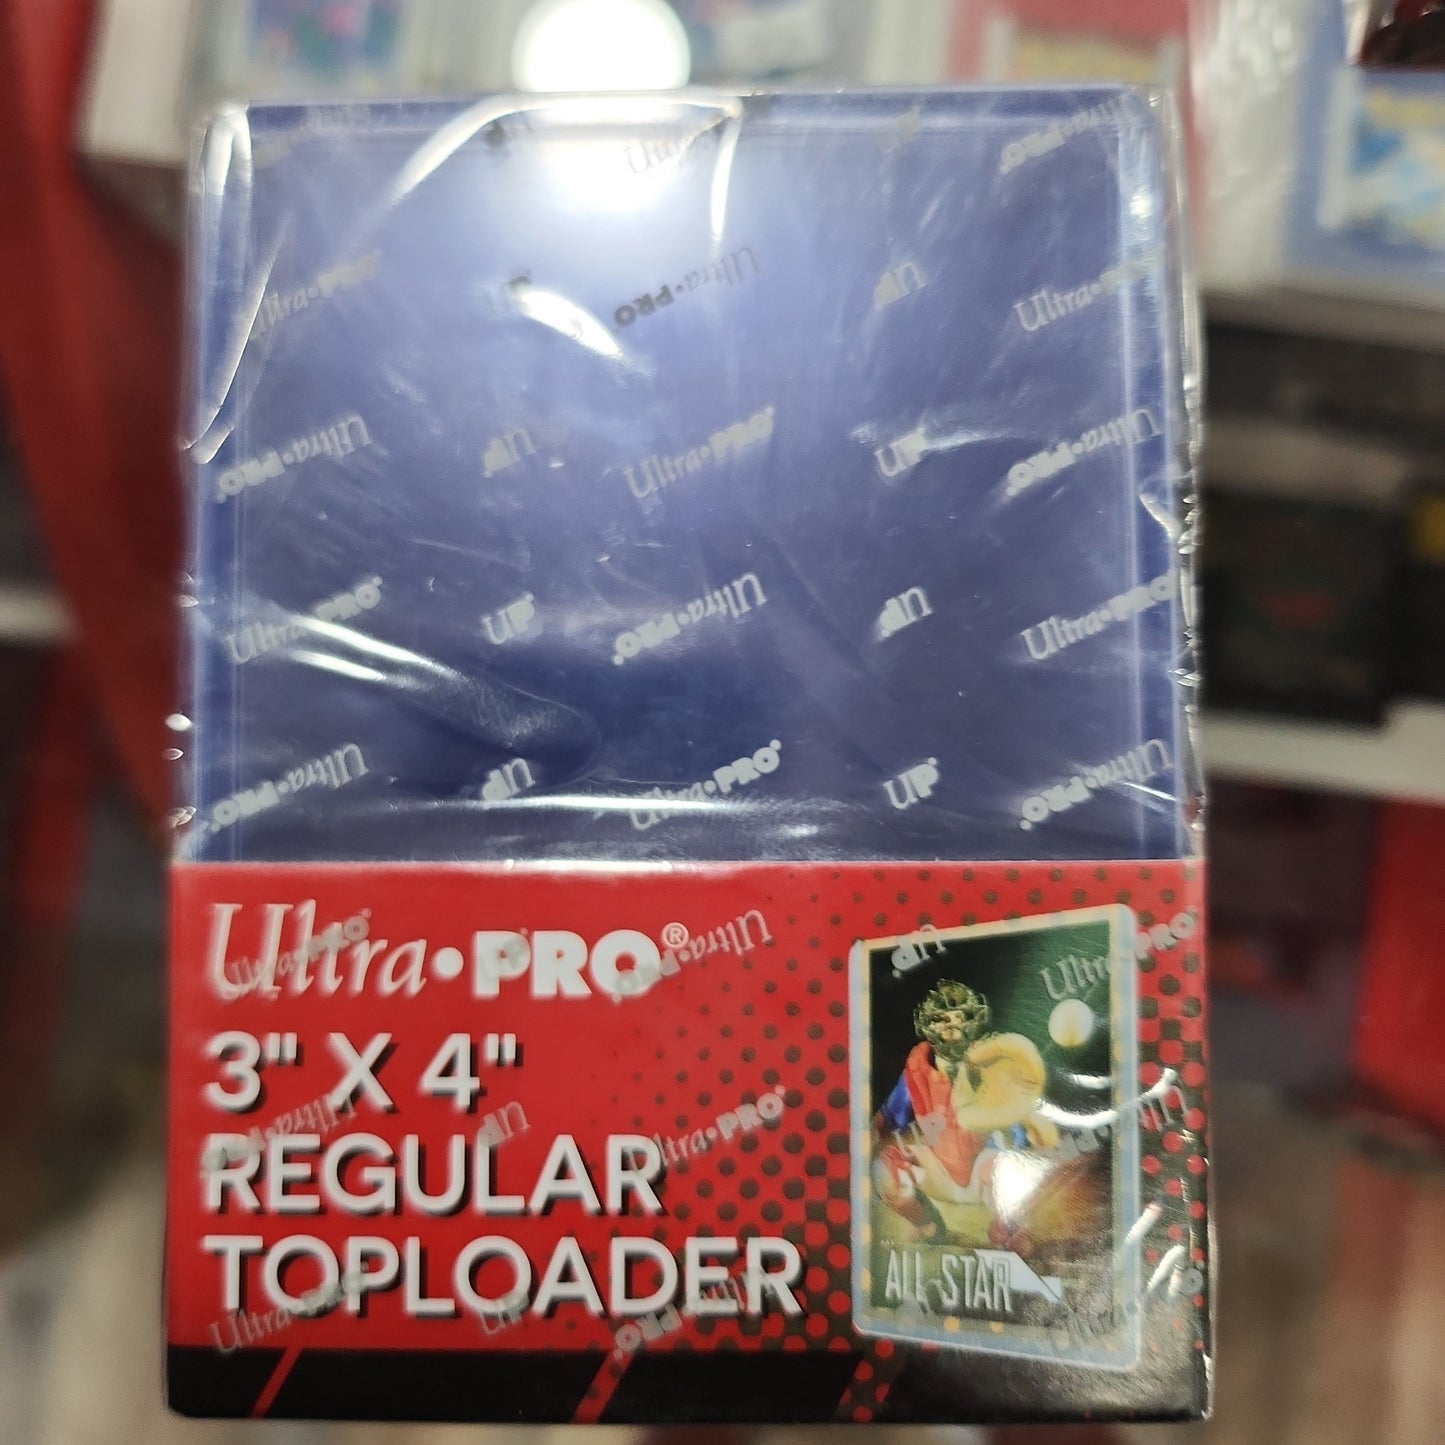 Ultra•PRO®
3" X 4"
REGULAR
TOPLOADER
ALL STAR